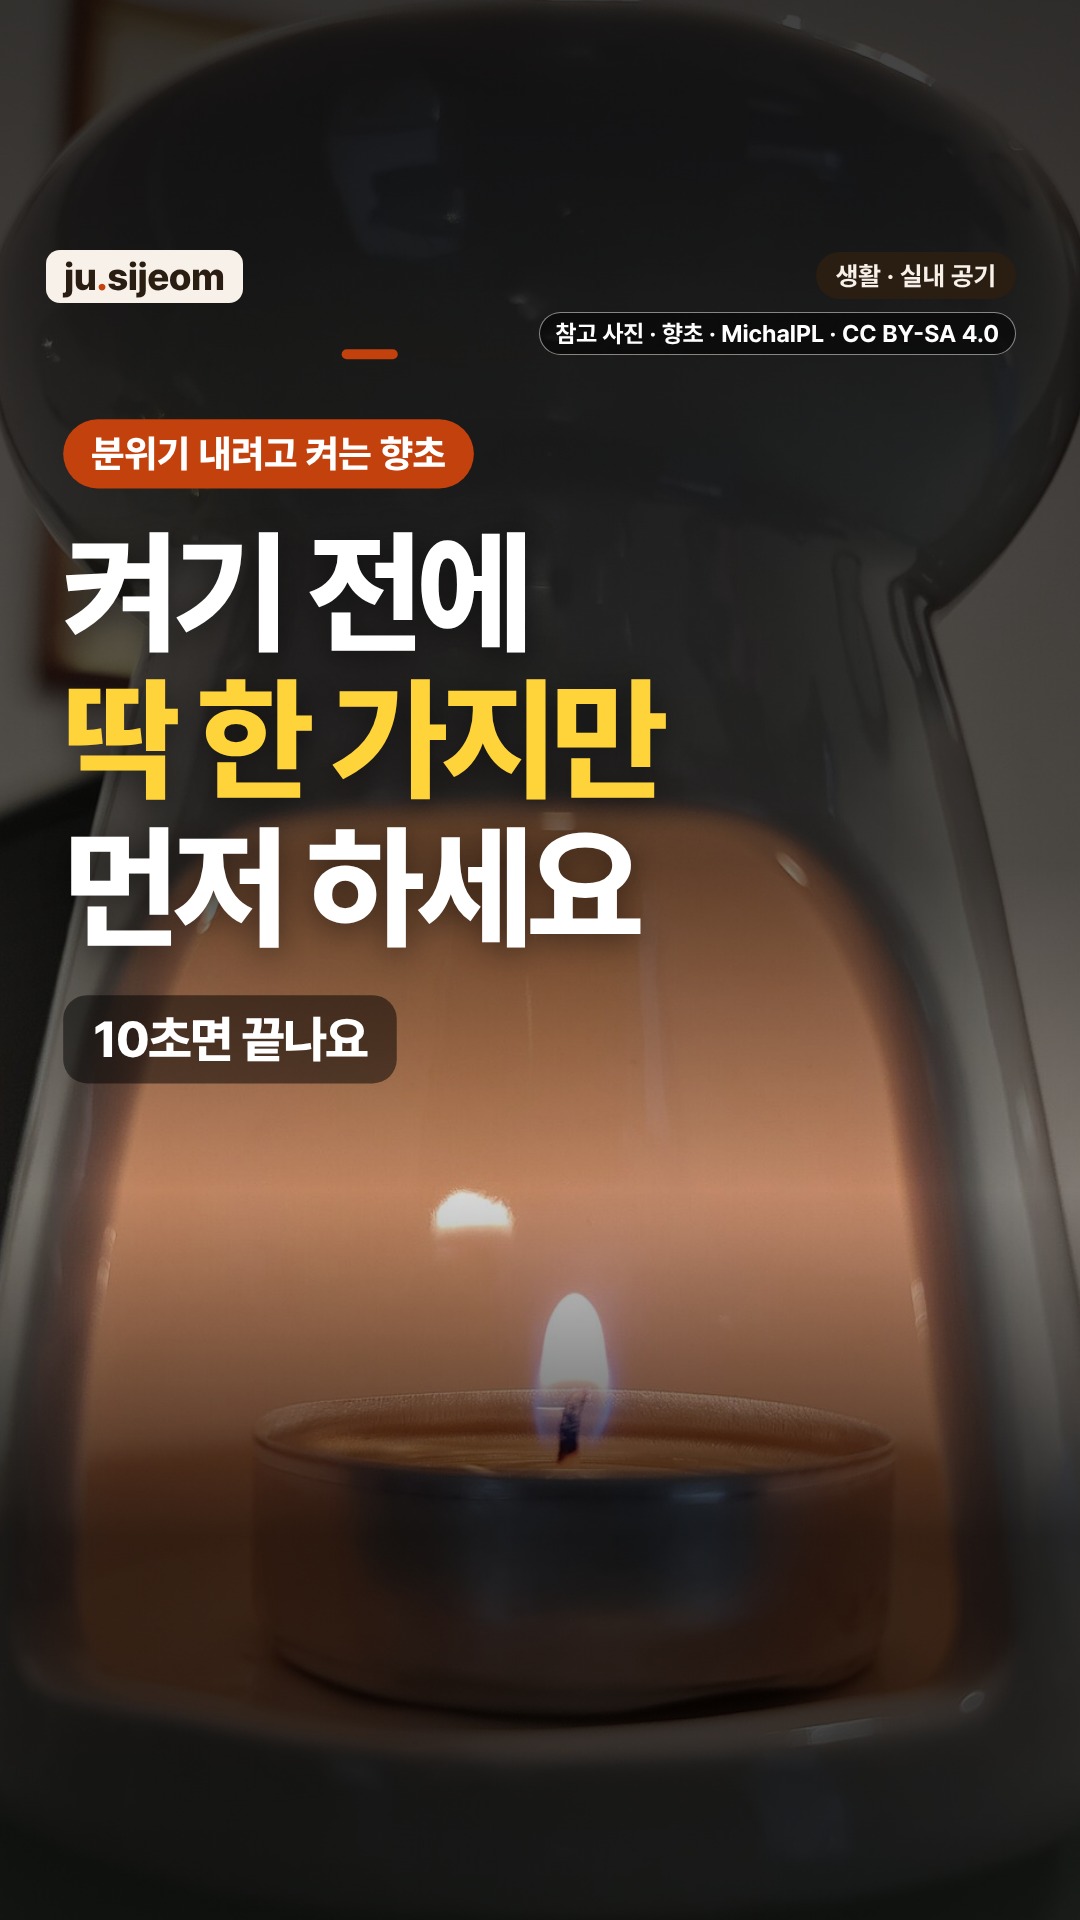 ju.sijeom
생활 · 실내 공기
참고 사진 · 향초 · MichalPL · CC BY-SA 4.0
분위기 내려고 켜는 향초
켜기 전에
딱 한 가지만
먼저 하세요
10초면 끝나요